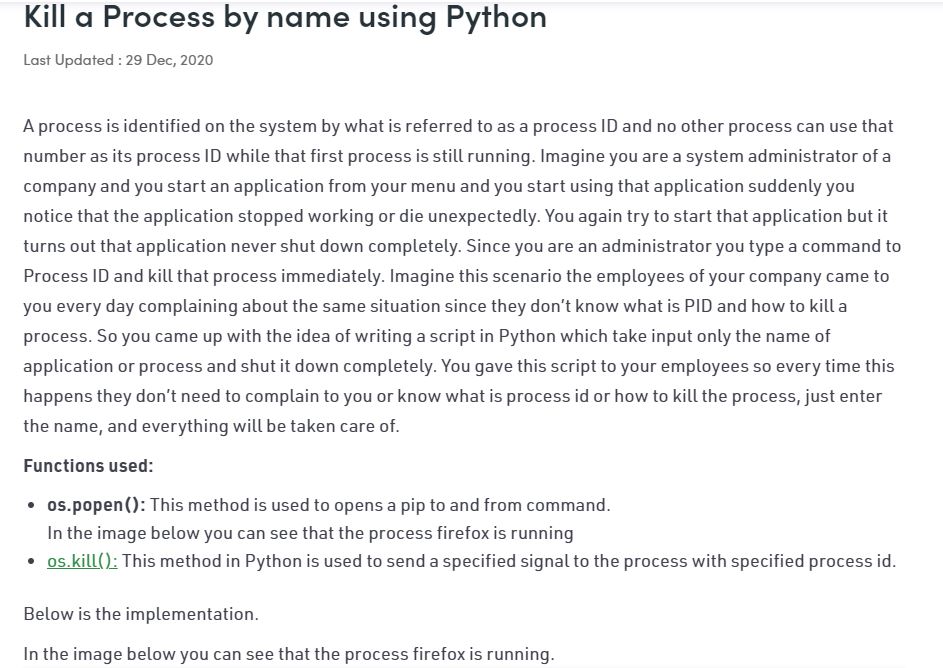 Kill a Process by name using Python
Last Updated : 29 Dec, 2020
A process is identified on the system by what is referred to as a process ID and no other process can use that
number as its process ID while that first process is still running. Imagine you are a system administrator of a
company and you start an application from your menu and you start using that application suddenly you
notice that the application stopped working or die unexpectedly. You again try to start that application but it
turns out that application never shut down completely. Since you are an administrator you type a command to
Process ID and kill that process immediately. Imagine this scenario the employees of your company came to
you every day complaining about the same situation since they don’t know what is PID and how to kill a
process. So you came up with the idea of writing a script in Python which take input only the name of
application or process and shut it down completely. You gave this script to your employees so every time this
happens they don’t need to complain to you or know what is process id or how to kill the process, just enter
the name, and everything will be taken care of.
Functions used:
• os.popen(): This method is used to opens a pip to and from command.
In the image below you can see that the process firefox is running
• os.kill(): This method in Python is used to send a specified signal to the process with specified process id.
Below is the implementation.
In the image below you can see that the process firefox is running.